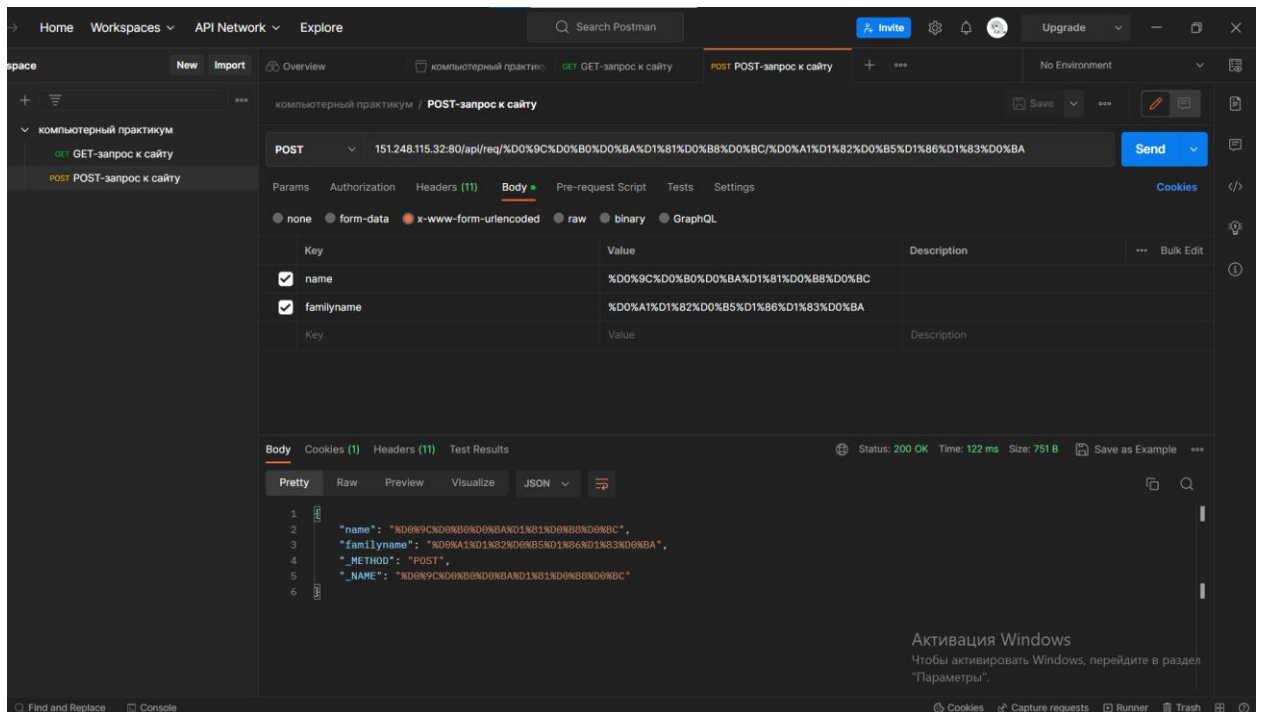 Home Workspaces API Network Explore Search Postman Invite Upgrade
space New Import Overview компьютерный практик GET GET-запрос к сайту POST POST-запрос к сайту No Environment
компьютерный практикум / POST-запрос к сайту Save
компьютерный практикум
GET GET-запрос к сайту
POST POST-запрос к сайту
POST 151.248.115.32:80/api/req/%D0%9C%D0%B0%D0%BA%D1%81%D0%B8%D0%BC/%D0%A1%D1%82%D0%B5%D1%86%D1%83%D0%BA Send
Params Authorization Headers (11) Body Pre-request Script Tests Settings Cookies
none form-data x-www-form-urlencoded raw binary GraphQL
Key Value Description Bulk Edit
name %D0%9C%D0%B0%D0%BA%D1%81%D0%B8%D0%BC
familyname %D0%A1%D1%82%D0%B5%D1%86%D1%83%D0%BA
Key Value Description
Body Cookies (1) Headers (11) Test Results Status: 200 OK Time: 122 ms Size: 751 B Save as Example
Pretty Raw Preview Visualize JSON
1 {
2 "name": "%D0%9C%D0%B0%D0%BA%D1%81%D0%B8%D0%BC",
3 "familyname": "%D0%A1%D1%82%D0%B5%D1%86%D1%83%D0%BA",
4 "_METHOD": "POST",
5 "_NAME": "%D0%9C%D0%B0%D0%BA%D1%81%D0%B8%D0%BC"
6 }
Активация Windows
Чтобы активировать Windows, перейдите в раздел
"Параметры".
Find and Replace Console Cookies Capture requests Runner Trash